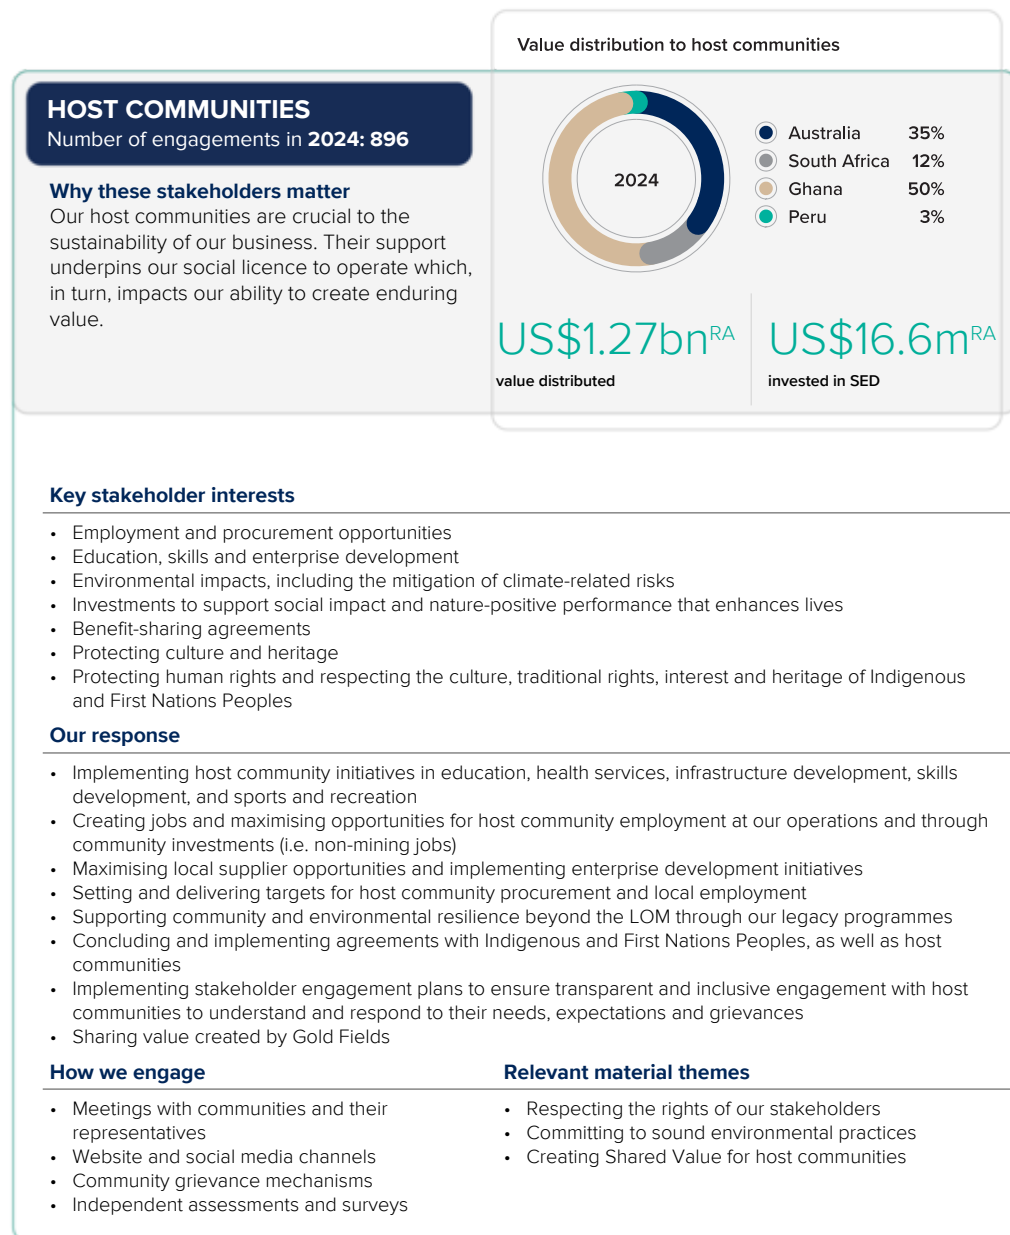 Value distribution to host communities
HOST COMMUNITIES
Number of engagements in 2024: 896
Why these stakeholders matter
Our host communities are crucial to the
sustainability of our business. Their support
underpins our social licence to operate which,
in turn, impacts our ability to create enduring
value.
2024
Australia 35%
South Africa 12%
Ghana 50%
Peru 3%
US$1.27bnRA
value distributed
US$16.6mRA
invested in SED
Key stakeholder interests
• Employment and procurement opportunities
• Education, skills and enterprise development
• Environmental impacts, including the mitigation of climate-related risks
• Investments to support social impact and nature-positive performance that enhances lives
• Benefit-sharing agreements
• Protecting culture and heritage
• Protecting human rights and respecting the culture, traditional rights, interest and heritage of Indigenous
and First Nations Peoples
Our response
• Implementing host community initiatives in education, health services, infrastructure development, skills
development, and sports and recreation
• Creating jobs and maximising opportunities for host community employment at our operations and through
community investments (i.e. non-mining jobs)
• Maximising local supplier opportunities and implementing enterprise development initiatives
• Setting and delivering targets for host community procurement and local employment
• Supporting community and environmental resilience beyond the LOM through our legacy programmes
• Concluding and implementing agreements with Indigenous and First Nations Peoples, as well as host
communities
• Implementing stakeholder engagement plans to ensure transparent and inclusive engagement with host
communities to understand and respond to their needs, expectations and grievances
• Sharing value created by Gold Fields
How we engage
• Meetings with communities and their
representatives
• Website and social media channels
• Community grievance mechanisms
• Independent assessments and surveys
Relevant material themes
• Respecting the rights of our stakeholders
• Committing to sound environmental practices
• Creating Shared Value for host communities